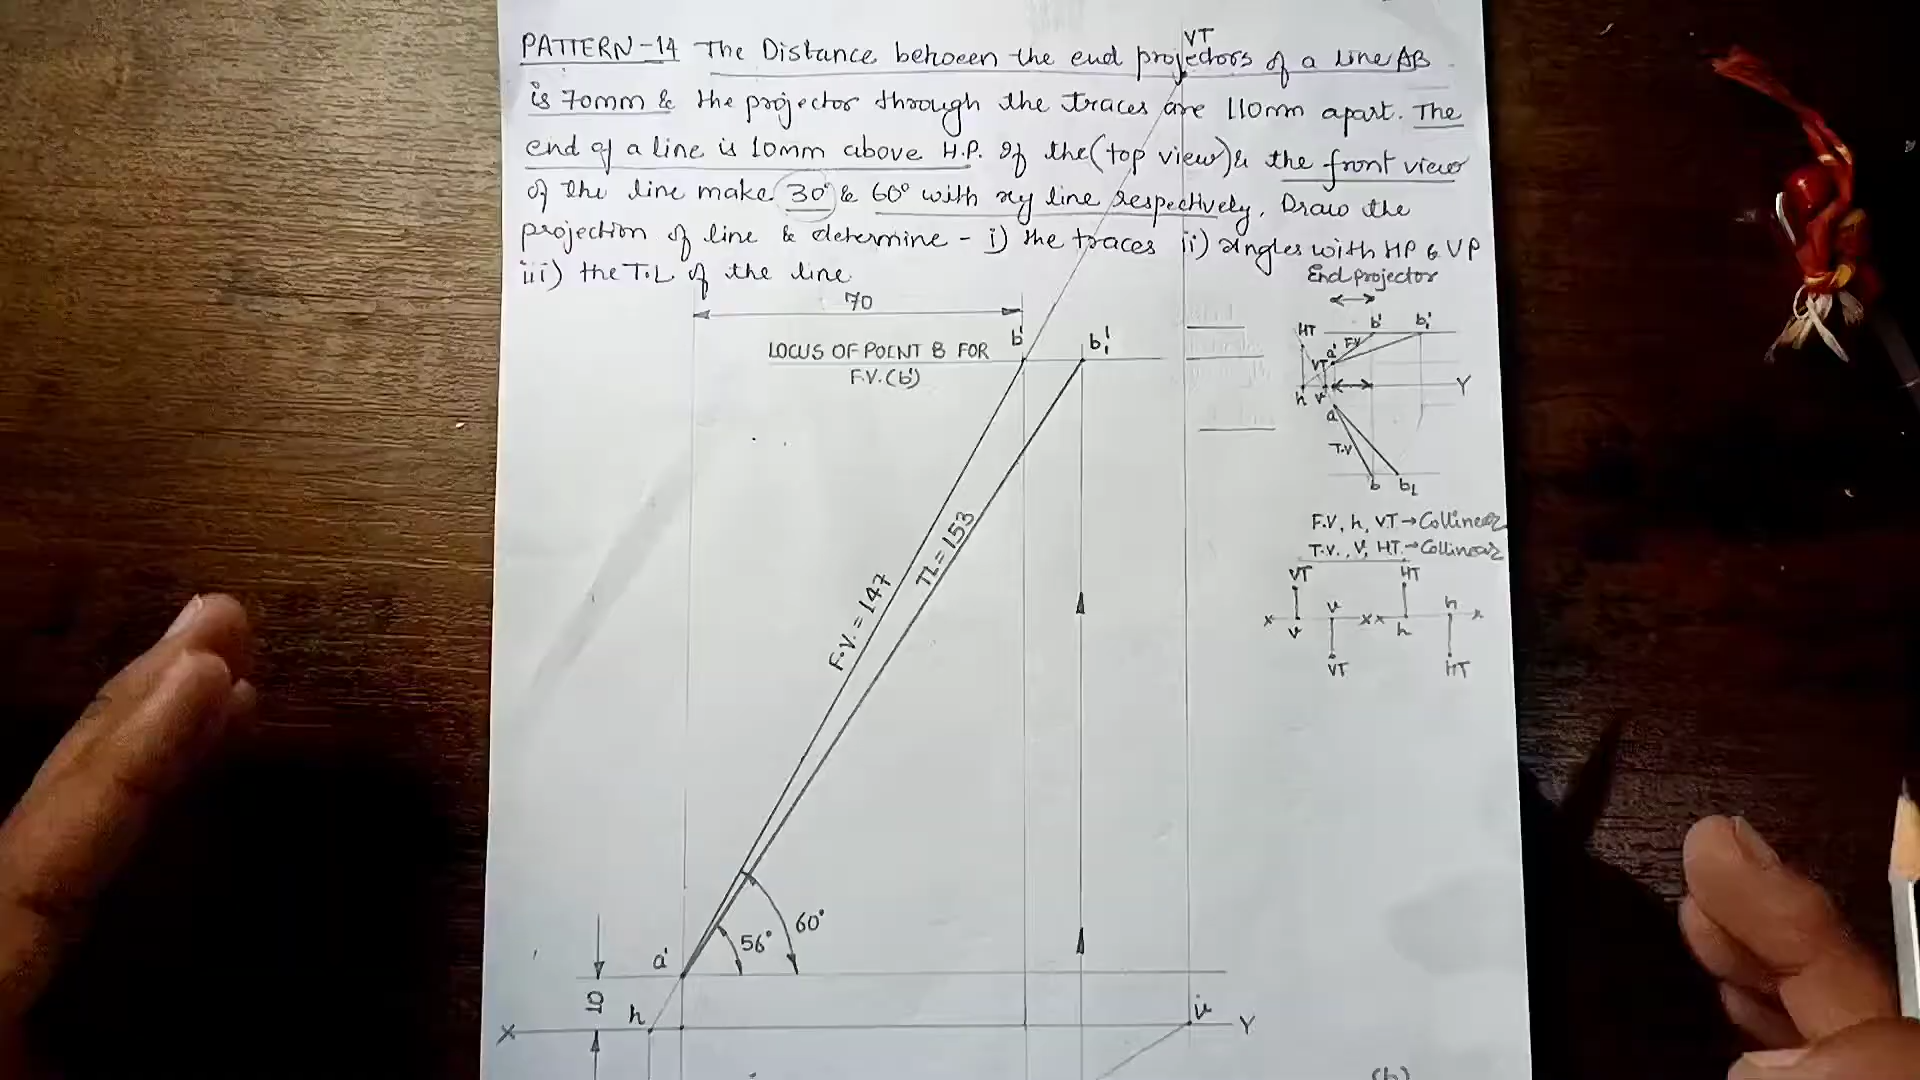 VT
PATTERN-14 The Distance between the end projectors of a line AB
is 70mm & the projector through the traces are 110mm apart. The
end of a line is 10mm above H.P. If the (top view) & the front view
of the line make 30° & 60° with xy line respectively. Draw the
projection of line & determine - i) the traces ii) angles with HP & VP
iii) the T.L of the line
End projector
70
HT b' b1'
b' b1'
LOCUS OF POINT B FOR
F.V. (b')
F.V
a'
VT
h v Y
a
T.V
b b1
F.V, h, VT → Collinear
T.V., V, HT → Collinear
VT HT
v h
x x x x
v h
VT HT
F.V. = 147
TL = 153
60°
56°
a'
10
h v
X Y
(b)